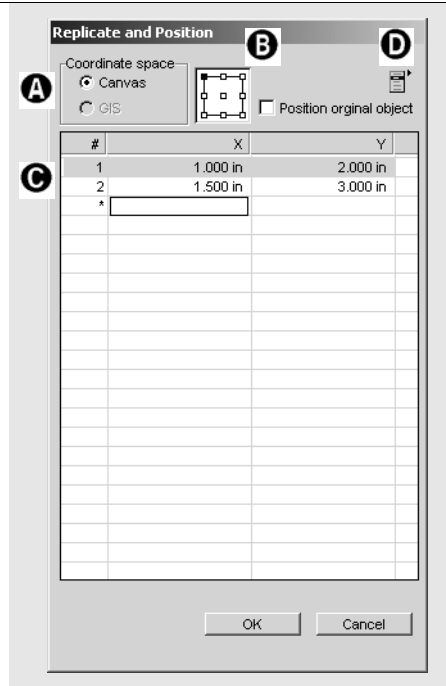 Replicate and Position
B
D
Coordinate space
A
Canvas
GIS
Position orginal object
# X Y
C
1 1.000 in 2.000 in
2 1.500 in 3.000 in
*
OK Cancel